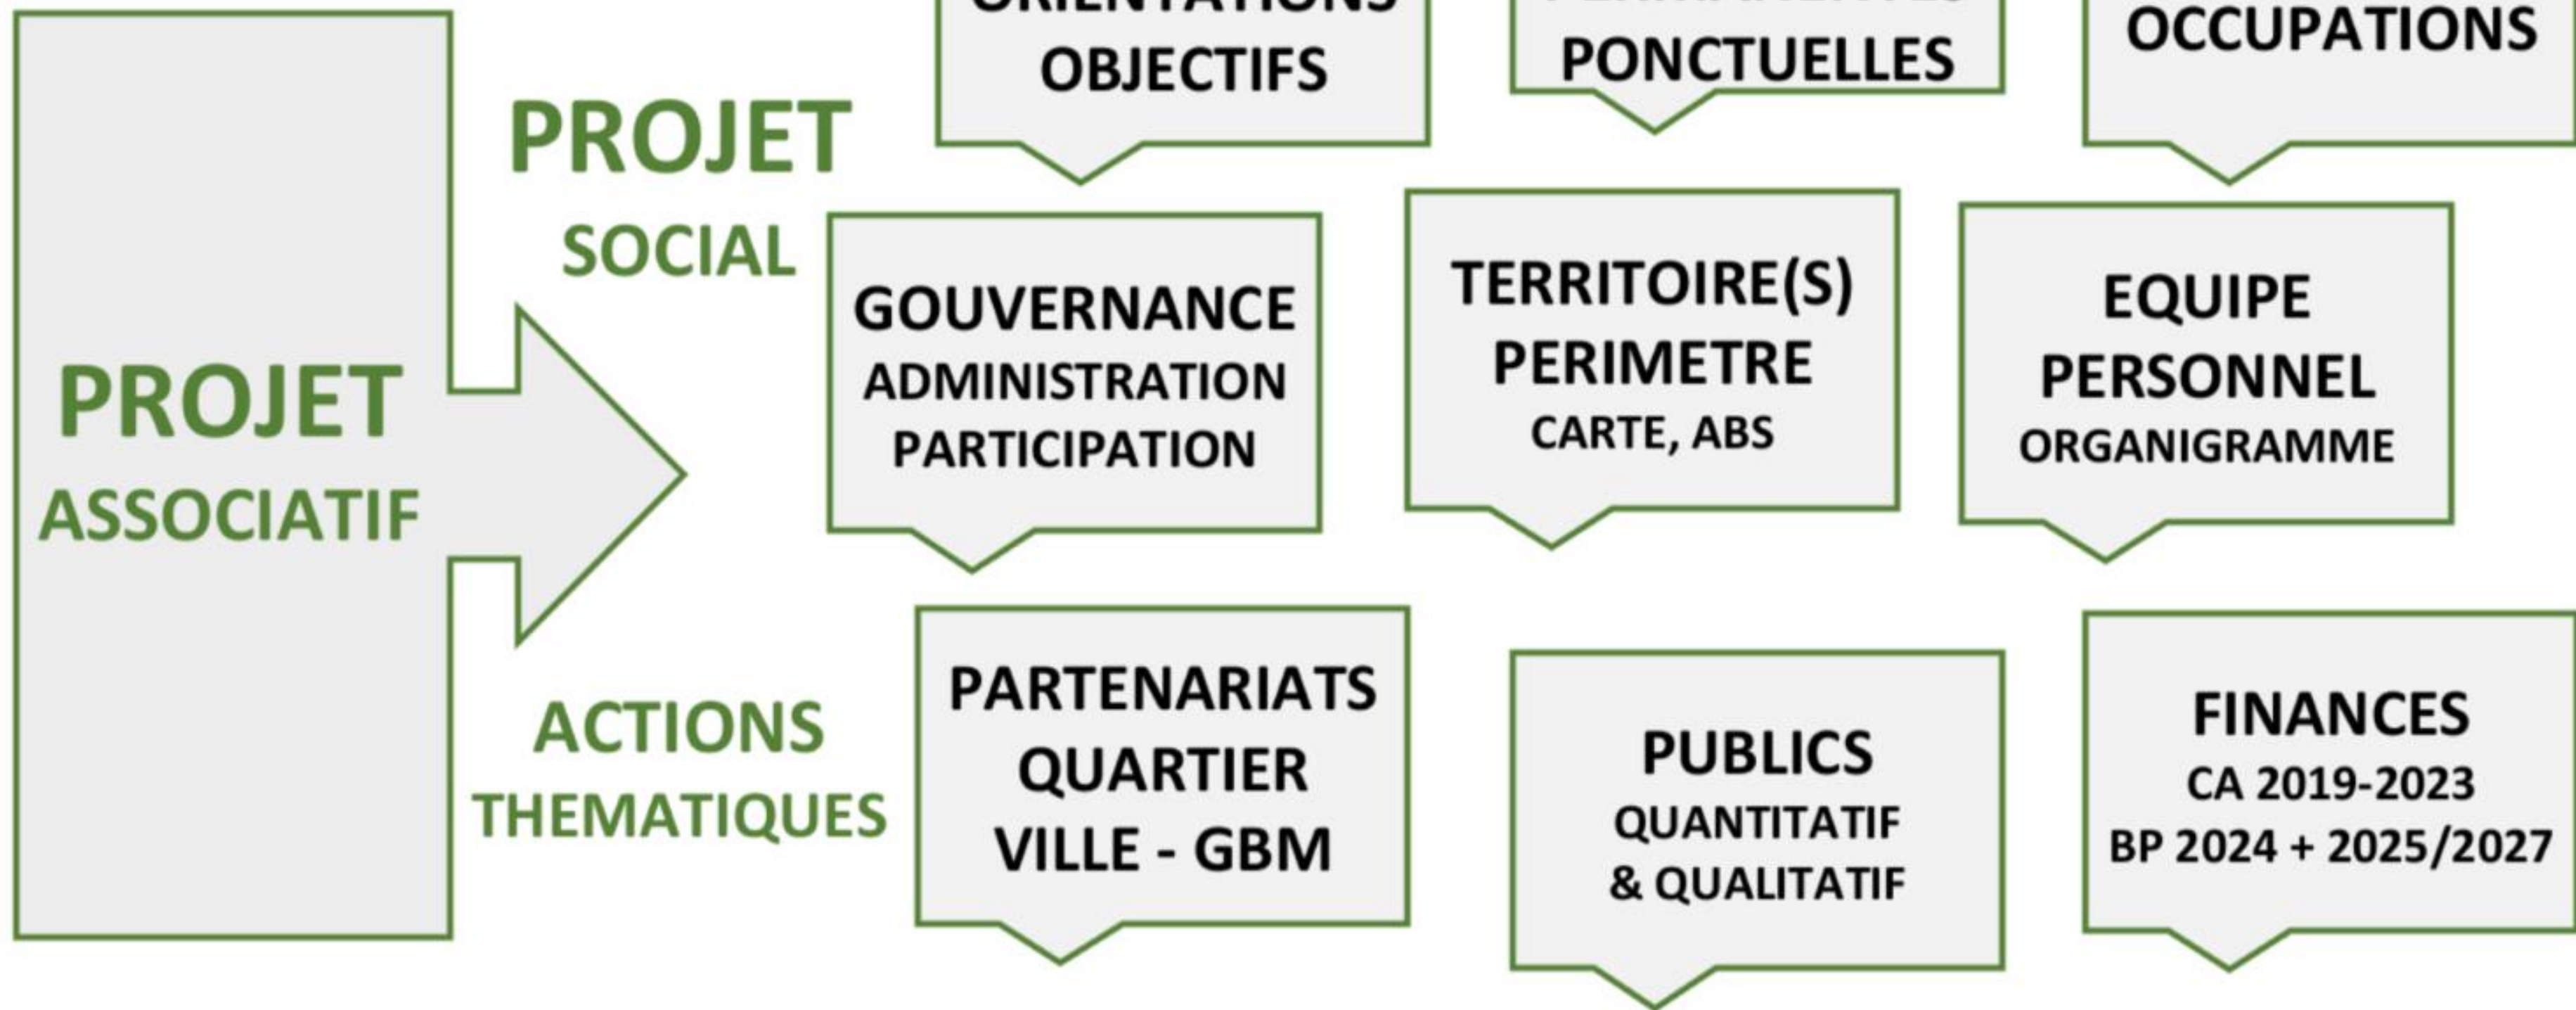 PROJET
ASSOCIATIF
PROJET
SOCIAL
ACTIONS
THEMATIQUES
ORIENTATIONS
OBJECTIFS
PONCTUELLES
OCCUPATIONS
GOUVERNANCE
ADMINISTRATION
PARTICIPATION
TERRITOIRE(S)
PERIMETRE
CARTE, ABS
EQUIPE
PERSONNEL
ORGANIGRAMME
PARTENARIATS
QUARTIER
VILLE - GBM
PUBLICS
QUANTITATIF
& QUALITATIF
FINANCES
CA 2019-2023
BP 2024 + 2025/2027